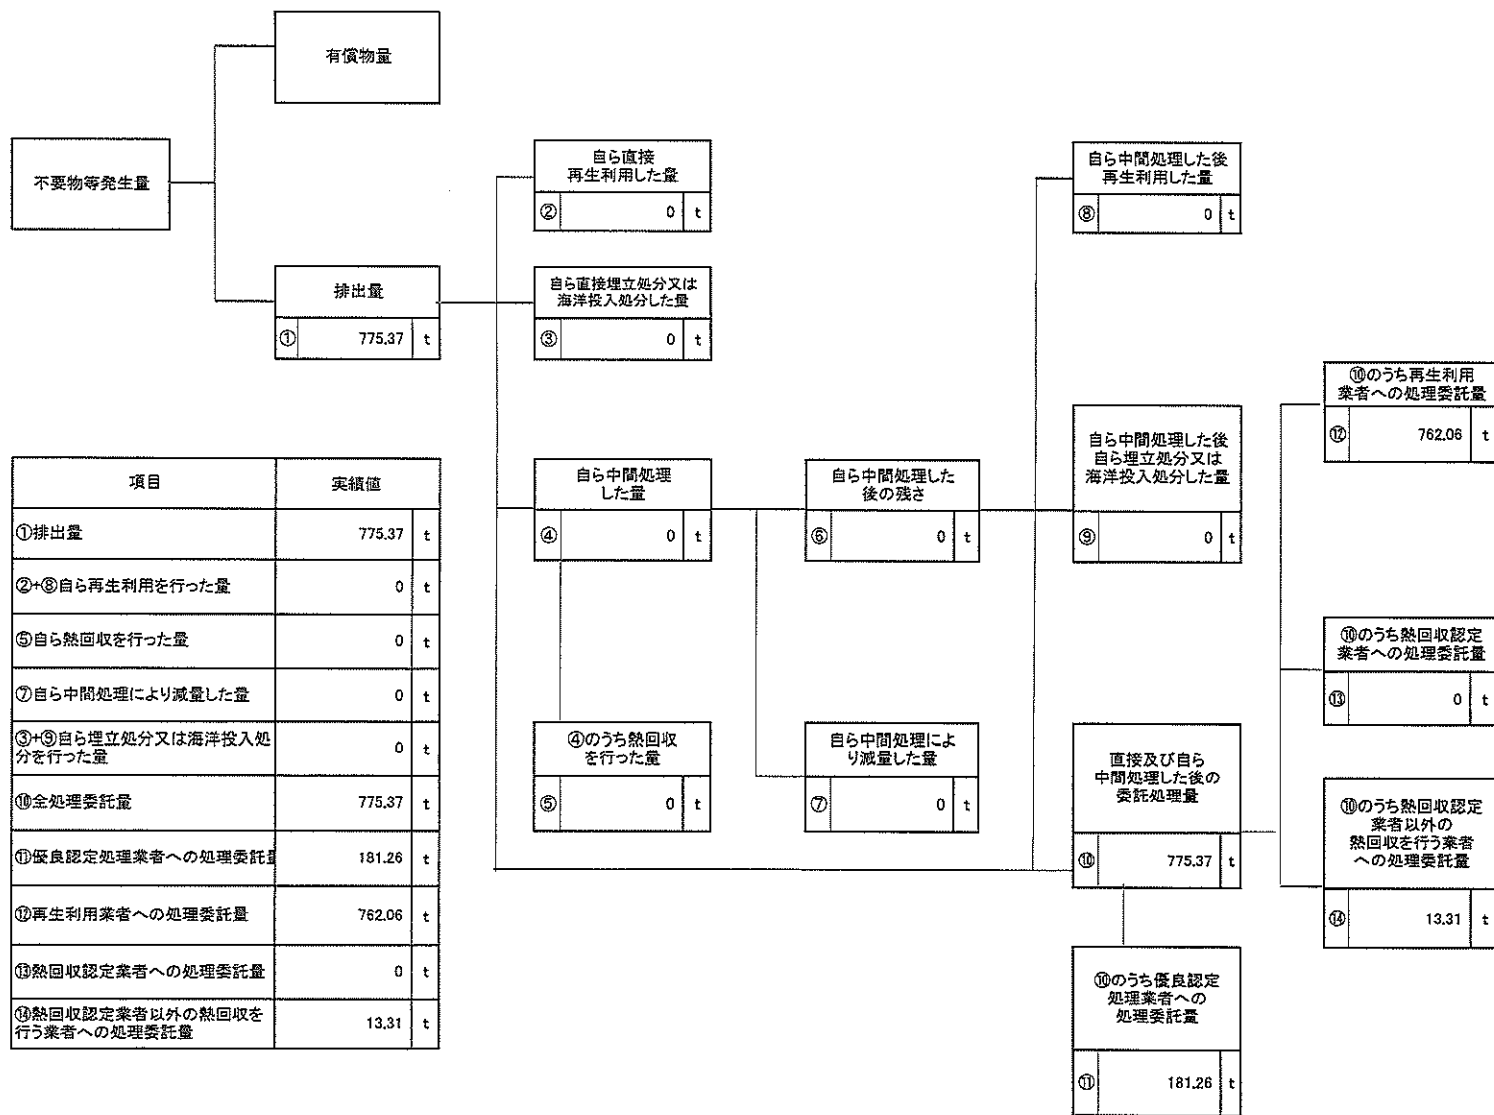 有償物量
不要物等発生量
排出量
① 775.37 t
自ら直接
再生利用した量
② 0 t
自ら直接埋立処分又は
海洋投入処分した量
③ 0 t
自ら中間処理
した量
④ 0 t
④のうち熱回収
を行った量
⑤ 0 t
自ら中間処理した
後の残さ
⑥ 0 t
自ら中間処理によ
り減量した量
⑦ 0 t
自ら中間処理した後
再生利用した量
⑧ 0 t
自ら中間処理した後
自ら埋立処分又は
海洋投入処分した量
⑨ 0 t
直接及び自ら
中間処理した後の
委託処理量
⑩ 775.37 t
⑩のうち優良認定
処理業者への
処理委託量
⑪ 181.26 t
⑩のうち再生利用
業者への処理委託量
⑫ 762.06 t
⑩のうち熱回収認定
業者への処理委託量
⑬ 0 t
⑩のうち熱回収認定
業者以外の
熱回収を行う業者
への処理委託量
⑭ 13.31 t
項目 実績値
①排出量 775.37 t
②+⑧自ら再生利用を行った量 0 t
⑤自ら熱回収を行った量 0 t
⑦自ら中間処理により減量した量 0 t
③+⑨自ら埋立処分又は海洋投入処
分を行った量 0 t
⑩全処理委託量 775.37 t
⑪優良認定処理業者への処理委託量 181.26 t
⑫再生利用業者への処理委託量 762.06 t
⑬熱回収認定業者への処理委託量 0 t
⑭熱回収認定業者以外の熱回収を
行う業者への処理委託量 13.31 t